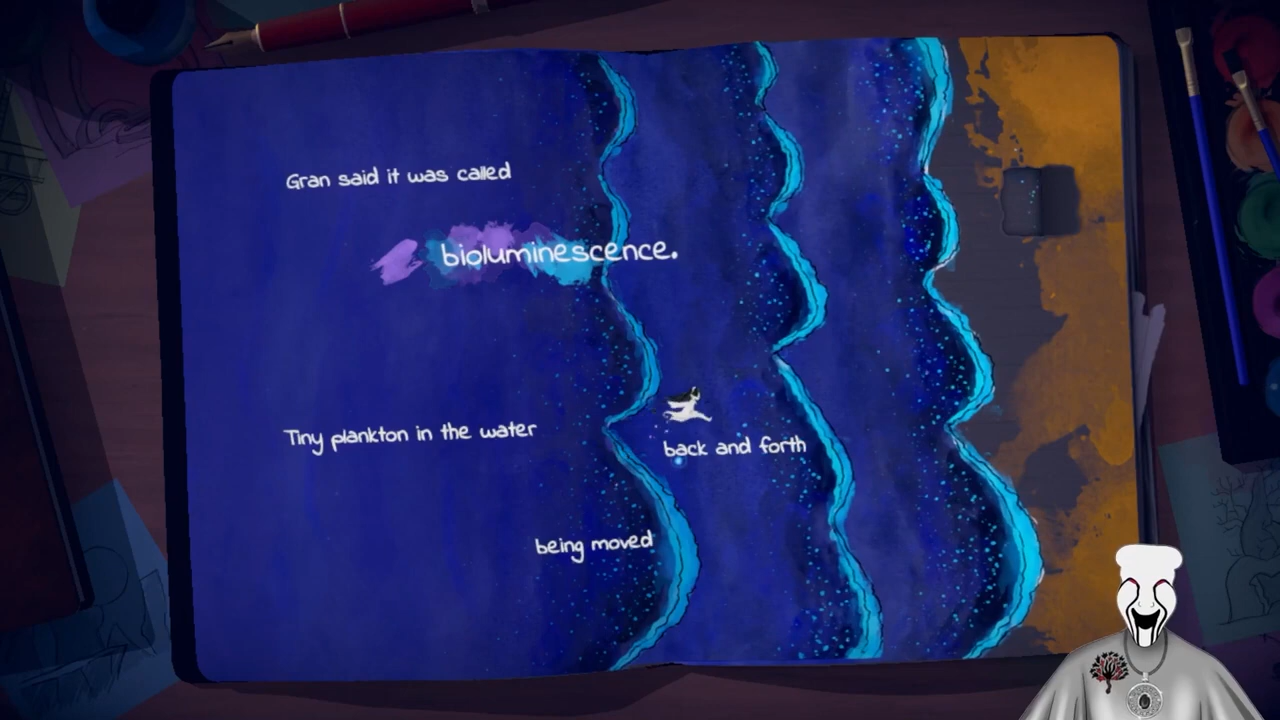 Gran said it was called
bioluminescence.
Tiny plankton in the water
being moved
back and forth